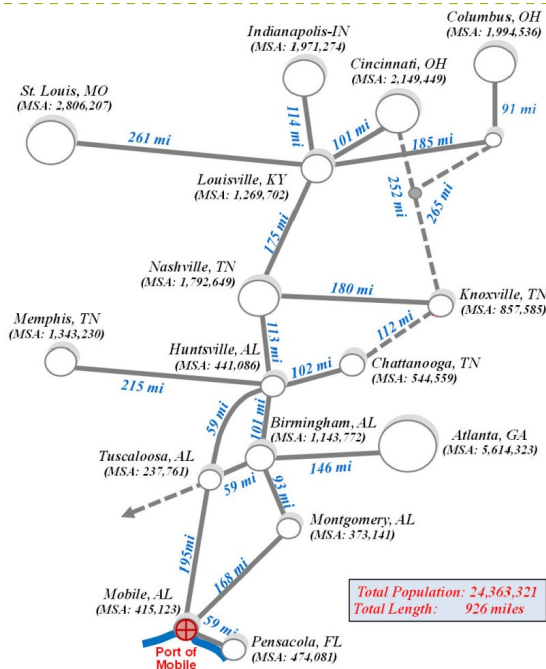 Columbus, OH
(MSA: 1,994,536)
Indianapolis-IN
(MSA: 1,971,274)
Cincinnati, OH
(MSA: 2,149,449)
St. Louis, MO
(MSA: 2,806,207)
114 mi
101 mi
91 mi
261 mi
185 mi
Louisville, KY
(MSA: 1,269,702)
252 mi
265 mi
175 mi
Nashville, TN
(MSA: 1,792,649)
180 mi
Knoxville, TN
(MSA: 857,585)
Memphis, TN
(MSA: 1,343,230)
113 mi
112 mi
Huntsville, AL
(MSA: 441,086)
102 mi
Chattanooga, TN
(MSA: 544,559)
215 mi
59 mi
101 mi
Birmingham, AL
(MSA: 1,143,772)
Atlanta, GA
(MSA: 5,614,323)
Tuscaloosa, AL
(MSA: 237,761)
59 mi
146 mi
93 mi
Montgomery, AL
(MSA: 373,141)
195mi
168 mi
Mobile, AL
(MSA: 415,123)
Total Population: 24,363,321
Total Length: 926 miles
59 mi
Port of
Mobile
Pensacola, FL
(MSA: 474,081)